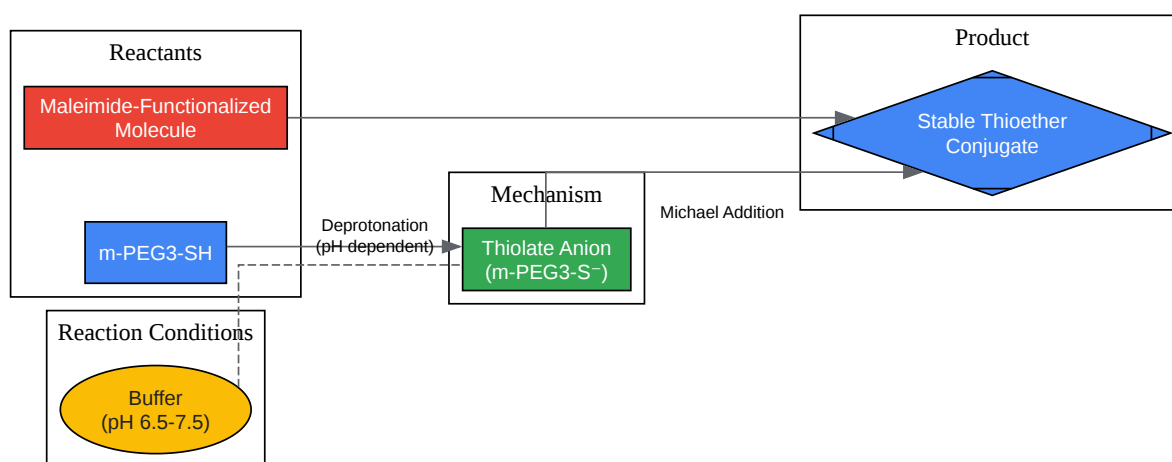 Reactants
Maleimide-Functionalized
Molecule
m-PEG3-SH
Deprotonation
(pH dependent)
Mechanism
Thiolate Anion
(m-PEG3-S⁻)
Michael Addition
Product
Stable Thioether
Conjugate
Reaction Conditions
Buffer
(pH 6.5-7.5)